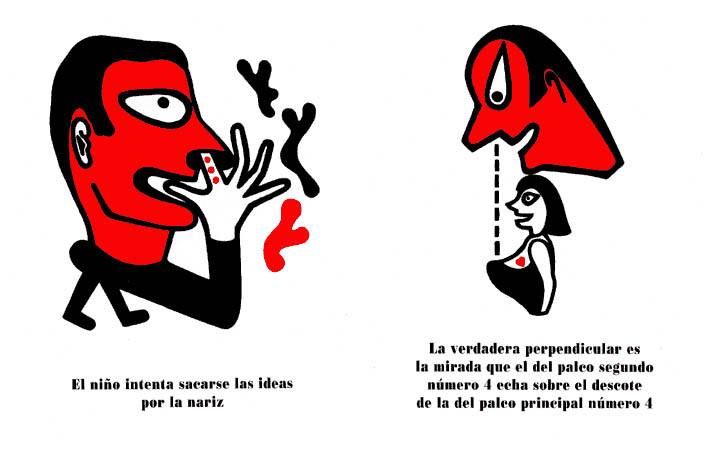 El niño intenta sacarse las ideas
por la nariz
La verdadera perpendicular es
la mirada que el del palco segundo
número 4 echa sobre el descote
de la del palco principal número 4